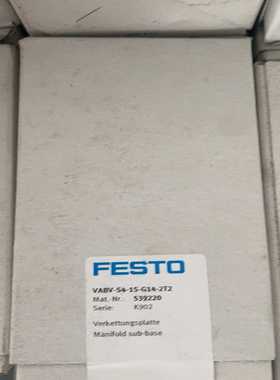 FESTO
VABV-S4-1S-G14-2T2
Mat.-Nr.: 539220
Serie: K902
Verkettungsplatte
Manifold sub-base